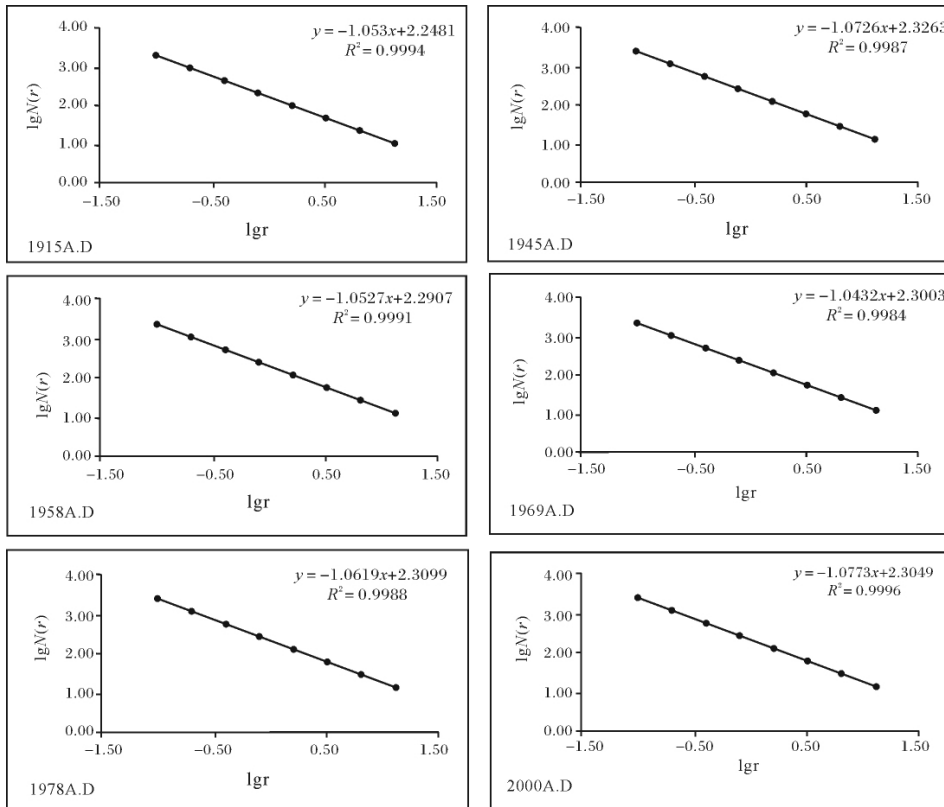 4.00
y = −1.053x+2.2481
R² = 0.9994
3.00
lgN(r)
2.00
1.00
0.00
−1.50 −0.50 0.50 1.50
lgr
1915A.D
4.00
y = −1.0726x+2.3263
R² = 0.9987
3.00
lgN(r)
2.00
1.00
0.00
−1.50 −0.50 0.50 1.50
lgr
1945A.D
4.00
y = −1.0527x+2.2907
R² = 0.9991
3.00
lgN(r)
2.00
1.00
0.00
−1.50 −0.50 0.50 1.50
lgr
1958A.D
4.00
y = −1.0432x+2.3003
R² = 0.9984
3.00
lgN(r)
2.00
1.00
0.00
−1.50 −0.50 0.50 1.50
lgr
1969A.D
4.00
y = −1.0619x+2.3099
R² = 0.9988
3.00
lgN(r)
2.00
1.00
0.00
−1.50 −0.50 0.50 1.50
lgr
1978A.D
4.00
y = −1.0773x+2.3049
R² = 0.9996
3.00
lgN(r)
2.00
1.00
0.00
−1.50 −0.50 0.50 1.50
lgr
2000A.D